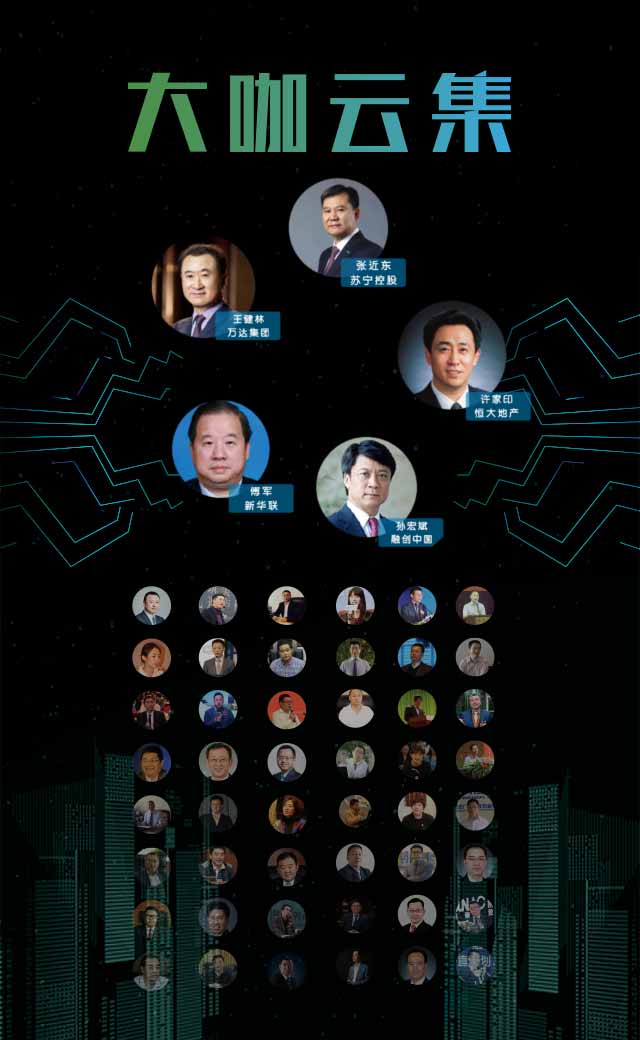 大咖云集
张近东
苏宁控股
王健林
万达集团
许家印
恒大地产
傅军
新华联
孙宏斌
融创中国